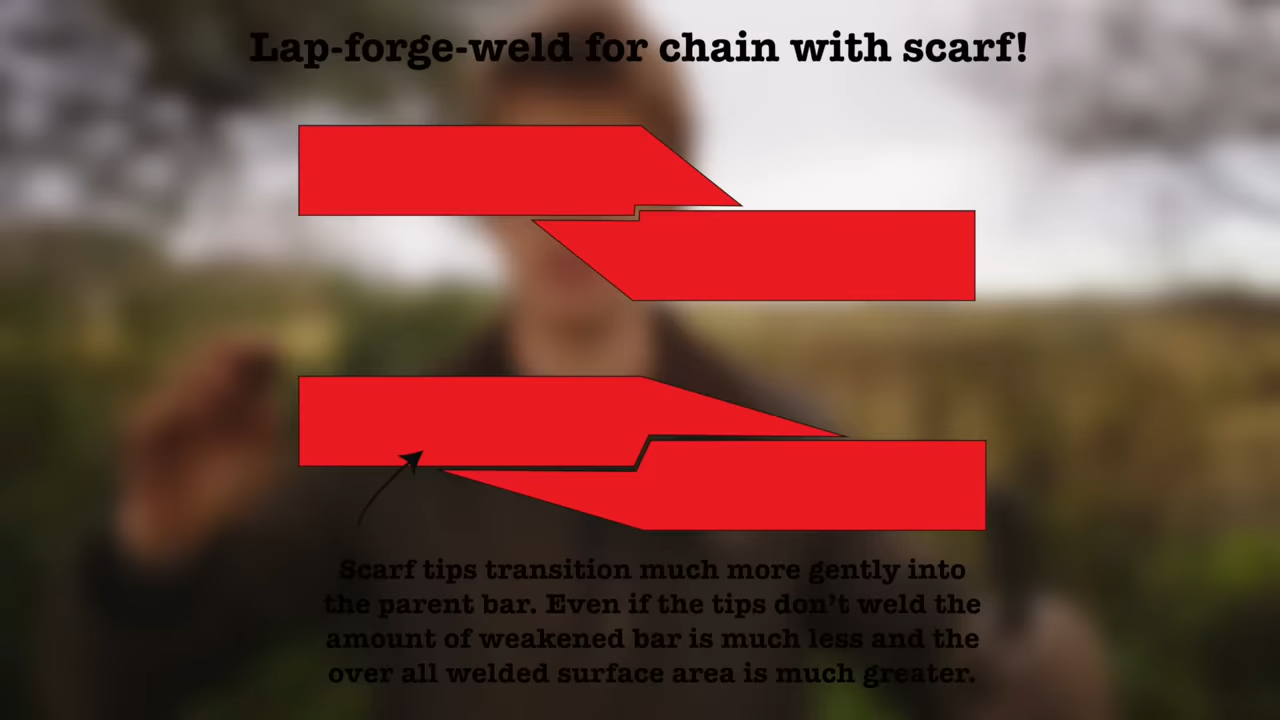 Lap-forge-weld for chain with scarf!
Scarf tips transition much more gently into
the parent bar. Even if the tips don't weld the
amount of weakened bar is much less and the
over all welded surface area is much greater.